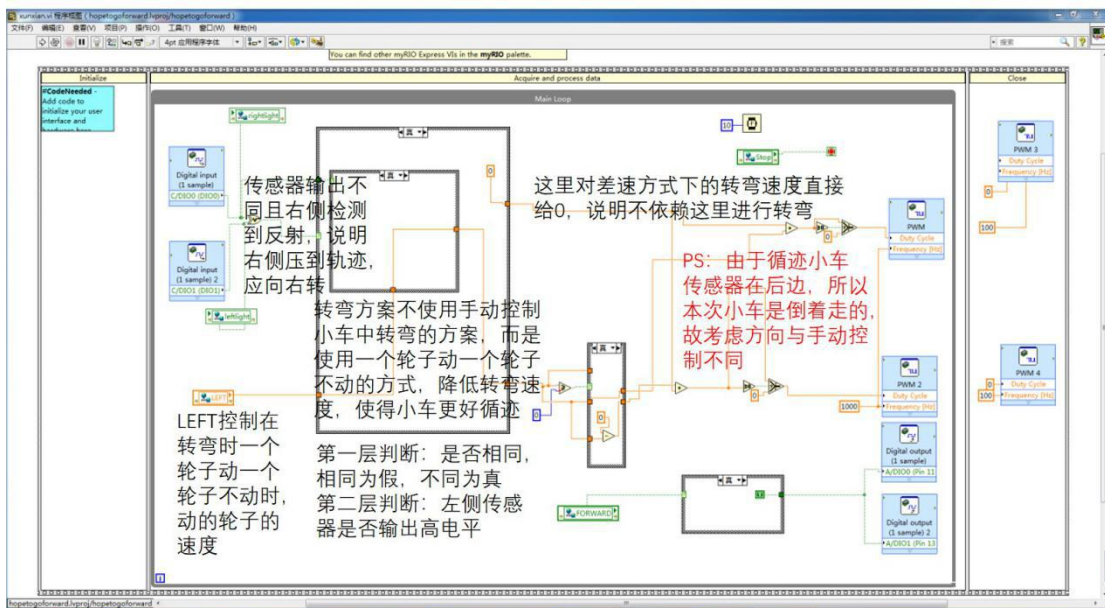 xunxian.vi 程序框图 (hopetogoforward.lvproj/hopetogoforward)
文件(F) 编辑(E) 查看(V) 项目(P) 操作(O) 工具(T) 窗口(W) 帮助(H)
4pt 应用程序字体
搜索
You can find other myRIO Express VIs in the myRIO palette.
Initialize
Acquire and process data
Close
#CodeNeeded -
Add code to
initialize your user
interface and
hardware here
Main Loop
rightlight
真
10
Stop
Digital input
(1 sample)
C/DIO0 (DIO0)
真
0
传感器输出不
同且右侧检测
到反射，说明
右侧压到轨迹，
应向右转
这里对差速方式下的转弯速度直接
给0，说明不依赖这里进行转弯
PWM 3
Duty Cycle
Frequency [Hz]
0
100
PWM
Duty Cycle
Frequency [Hz]
0
Digital input
(1 sample) 2
C/DIO1 (DIO1)
leftlight
PS：由于循迹小车
传感器在后边，所以
本次小车是倒着走的，
故考虑方向与手动控
制不同
转弯方案不使用手动控制
小车中转弯的方案，而是
使用一个轮子动一个轮子
不动的方式，降低转弯速
度，使得小车更好循迹
真
0
0
PWM 2
Duty Cycle
Frequency [Hz]
0
1000
PWM 4
Duty Cycle
Frequency [Hz]
0
100
LEFT
LEFT控制在
转弯时一个
轮子动一个
轮子不动时，
动的轮子的
速度
第一层判断：是否相同，
相同为假，不同为真
第二层判断：左侧传感
器是否输出高电平
真
FORWARD
Digital output
(1 sample)
A/DIO0 (Pin 11
Digital output
(1 sample) 2
A/DIO1 (Pin 13
i
hopetogoforward.lvproj/hopetogoforward